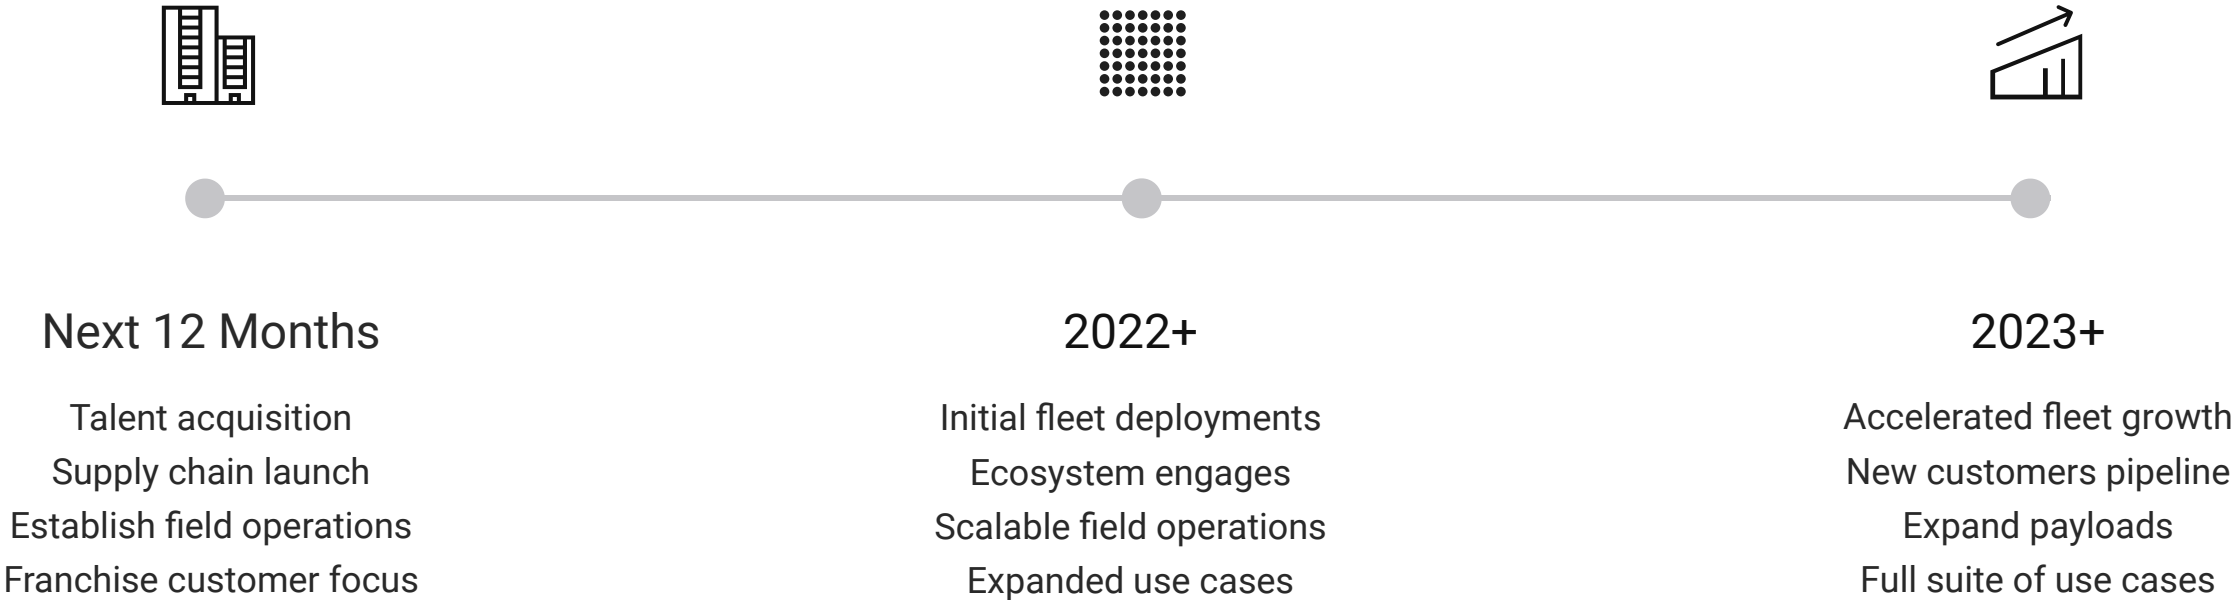 Next 12 Months
Talent acquisition
Supply chain launch
Establish field operations
Franchise customer focus
2022+
Initial fleet deployments
Ecosystem engages
Scalable field operations
Expanded use cases
2023+
Accelerated fleet growth
New customers pipeline
Expand payloads
Full suite of use cases